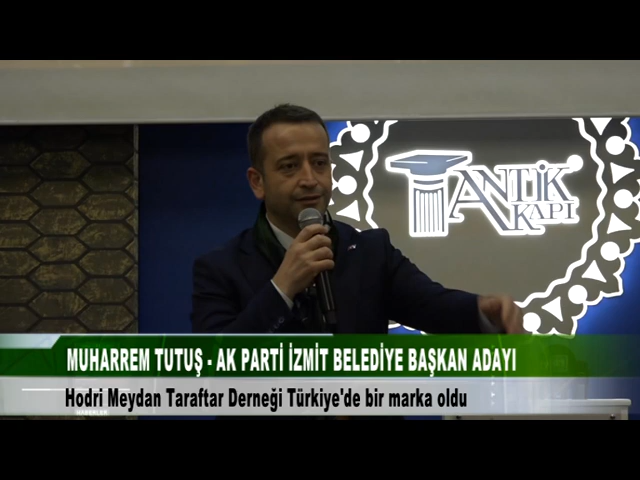 ANTİK
KAPI
MUHARREM TUTUŞ - AK PARTİ İZMİT BELEDİYE BAŞKAN ADAYI
Hodri Meydan Taraftar Derneği Türkiye'de bir marka oldu
HABERLER